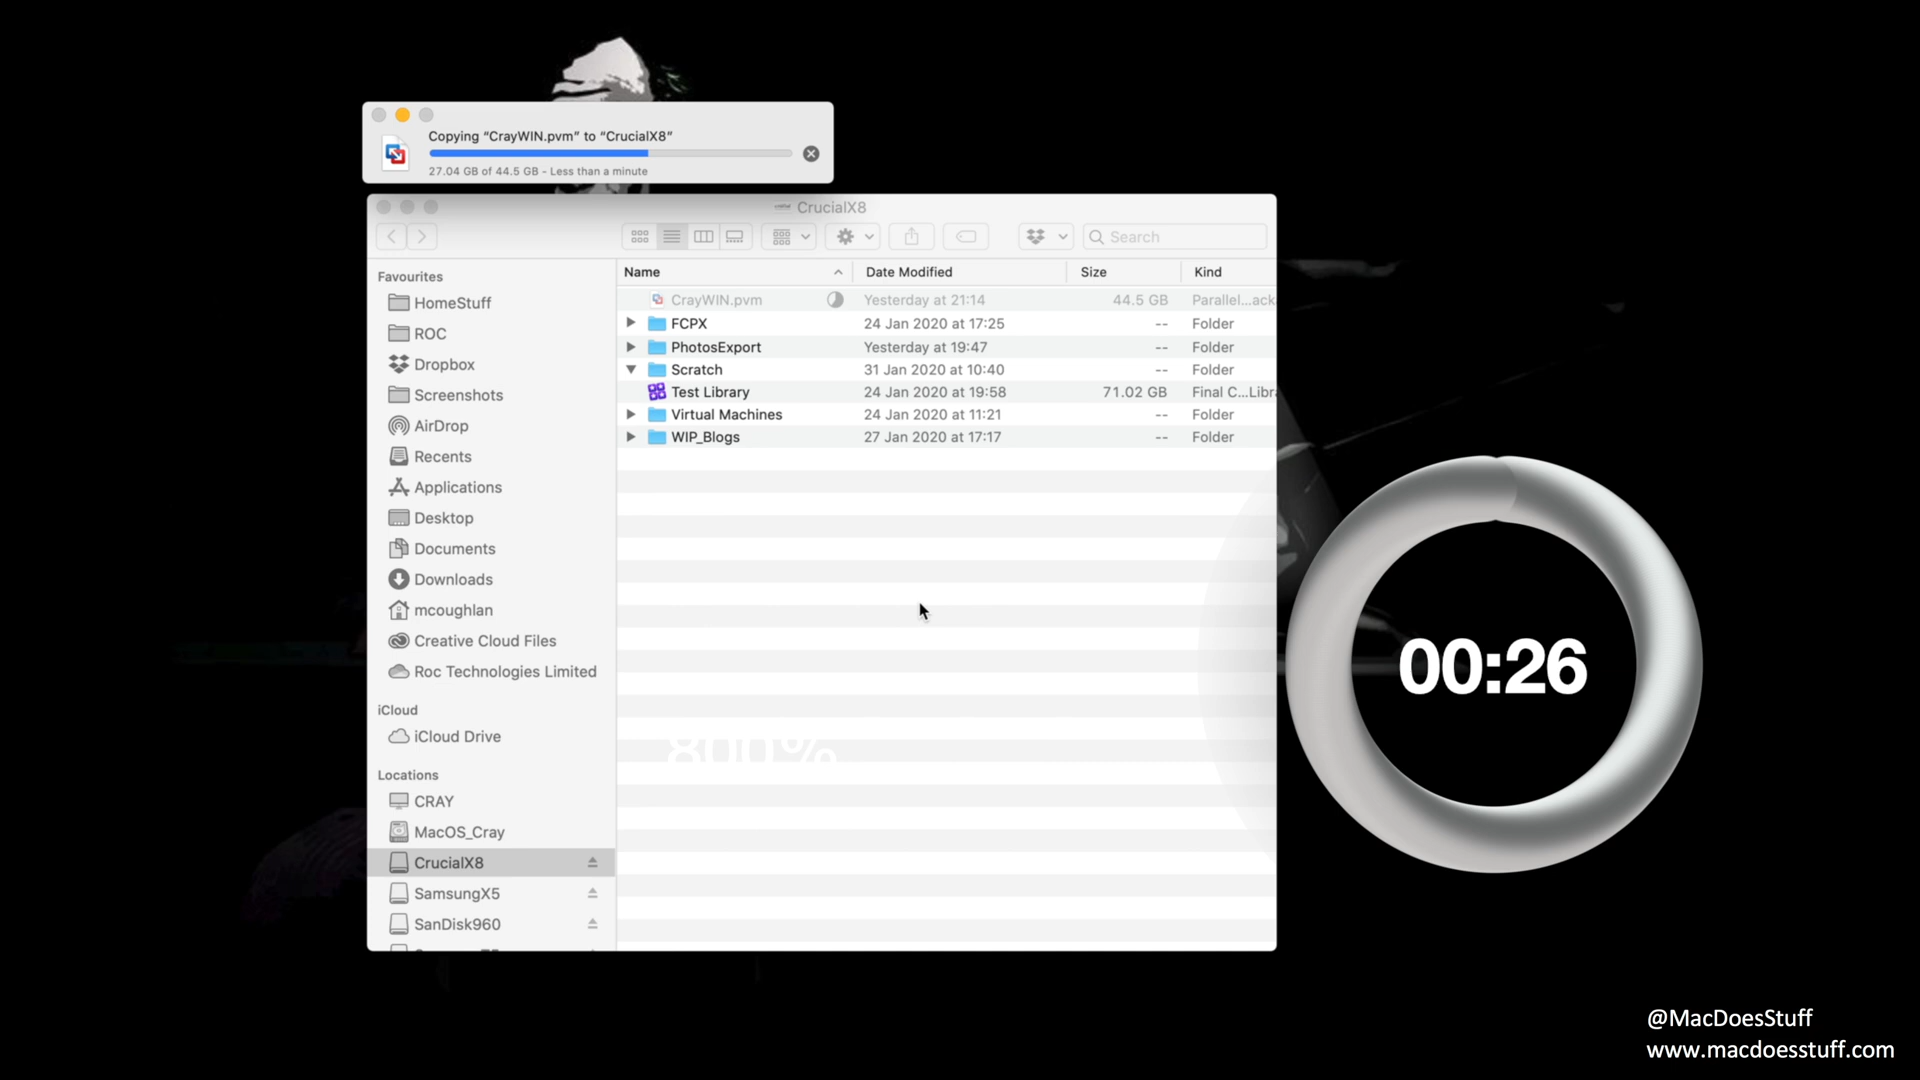 Copying “CrayWIN.pvm” to “CrucialX8”
27.04 GB of 44.5 GB - Less than a minute
CrucialX8
Search
Name Date Modified Size Kind
CrayWIN.pvm Yesterday at 21:14 44.5 GB Parallel...ack
FCPX 24 Jan 2020 at 17:25 -- Folder
PhotosExport Yesterday at 19:47 -- Folder
Scratch 31 Jan 2020 at 10:40 -- Folder
Test Library 24 Jan 2020 at 19:58 71.02 GB Final C...Libra
Virtual Machines 24 Jan 2020 at 11:21 -- Folder
WIP_Blogs 27 Jan 2020 at 17:17 -- Folder
Favourites
HomeStuff
ROC
Dropbox
Screenshots
AirDrop
Recents
Applications
Desktop
Documents
Downloads
mcoughlan
Creative Cloud Files
Roc Technologies Limited
iCloud
iCloud Drive
Locations
CRAY
MacOS_Cray
CrucialX8
SamsungX5
SanDisk960
800%
00:26
@MacDoesStuff
www.macdoesstuff.com